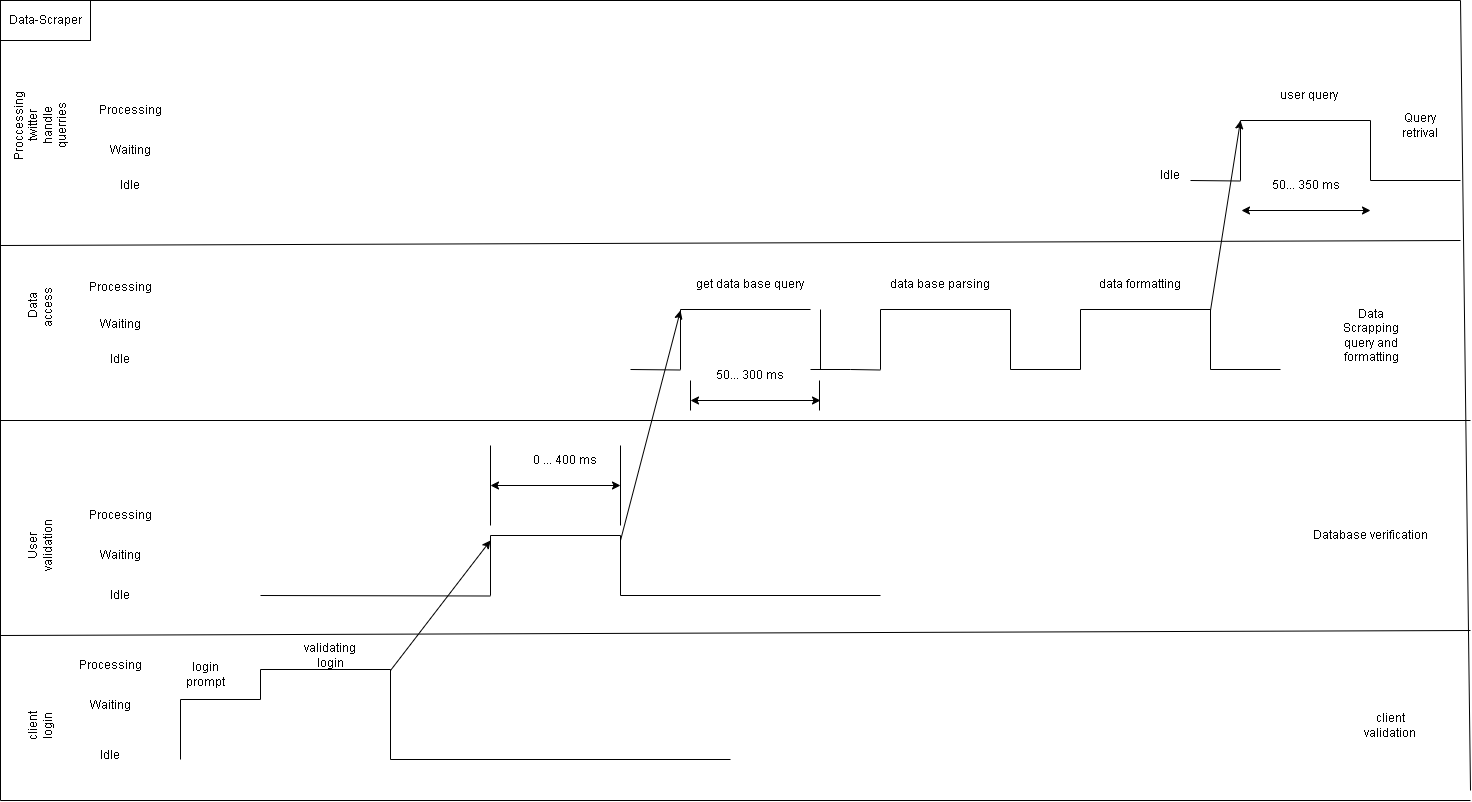 Data-Scraper
Proccessing
twitter
handle
querries
Processing
Waiting
Idle
Idle
user query
50... 350 ms
Query
retrival
Data
access
Processing
Waiting
Idle
get data base query
50... 300 ms
data base parsing
data formatting
Data
Scrapping
query and
formatting
User
validation
Processing
Waiting
Idle
0 ... 400 ms
Database verification
client
login
Processing
Waiting
Idle
login
prompt
validating
login
client
validation